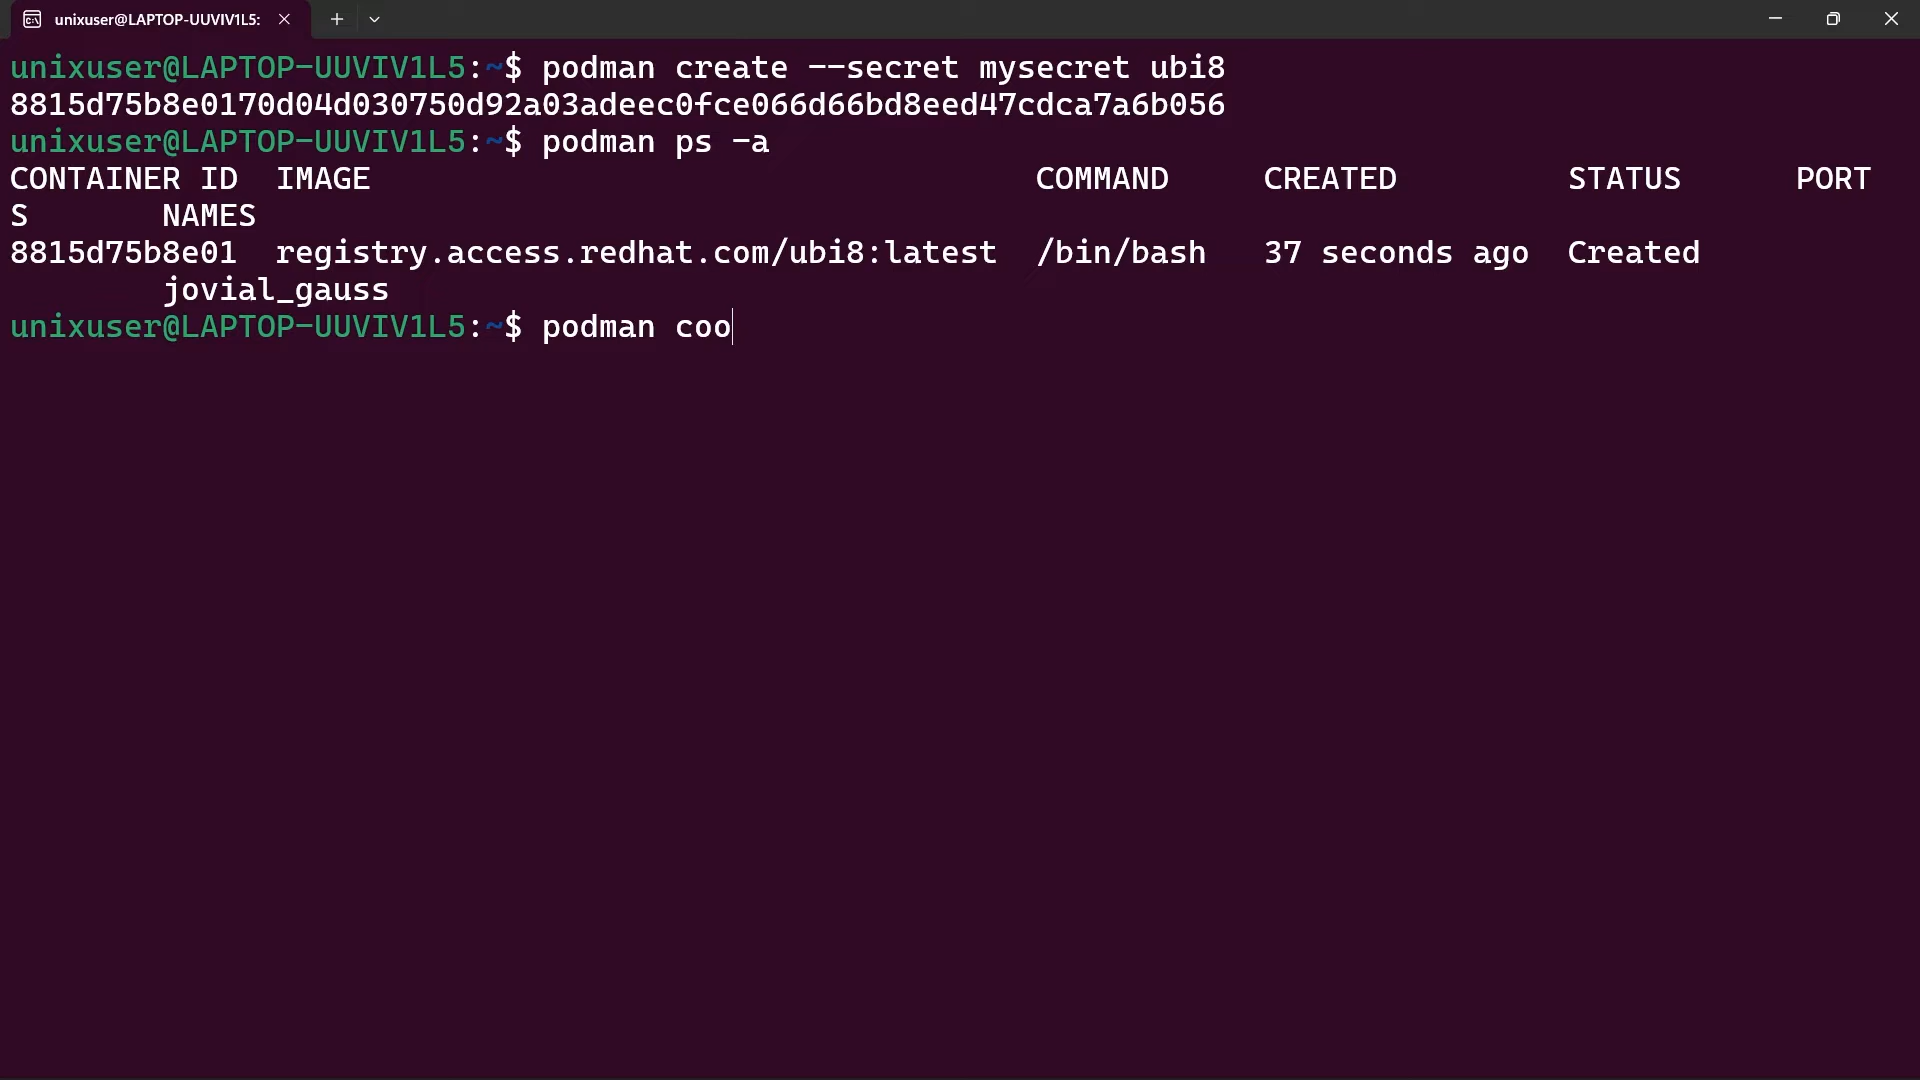 unixuser@LAPTOP-UUVIV1L5:
unixuser@LAPTOP-UUVIV1L5:~$ podman create --secret mysecret ubi8
8815d75b8e0170d04d030750d92a03adeec0fce066d66bd8eed47cdca7a6b056
unixuser@LAPTOP-UUVIV1L5:~$ podman ps -a
CONTAINER ID  IMAGE                                   COMMAND     CREATED         STATUS      PORT
S       NAMES
8815d75b8e01  registry.access.redhat.com/ubi8:latest  /bin/bash   37 seconds ago  Created
        jovial_gauss
unixuser@LAPTOP-UUVIV1L5:~$ podman coo